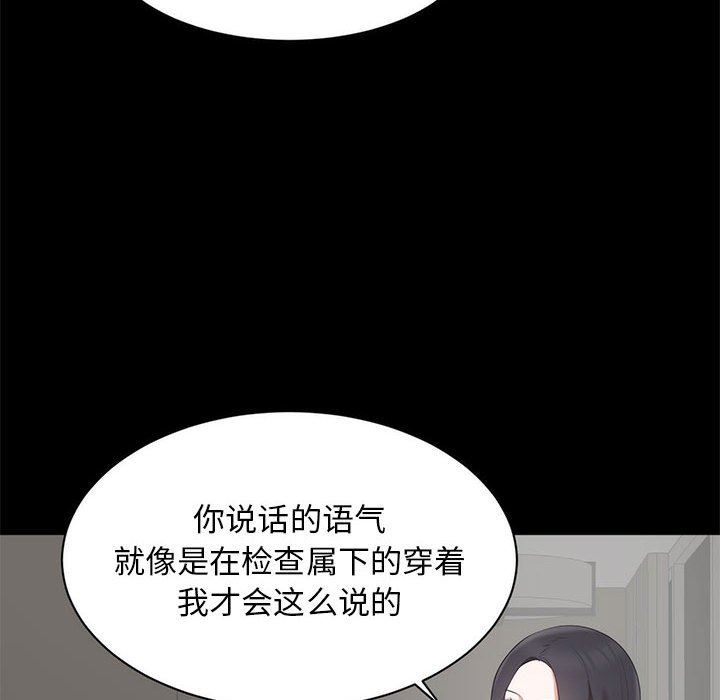 你说话的语气
就像是在检查属下的穿着
我才会这么说的